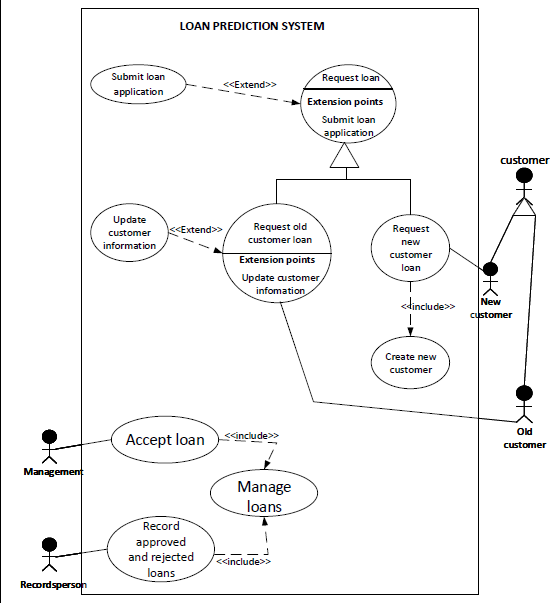 LOAN PREDICTION SYSTEM
Submit loan
application
<<Extend>>
Request loan
Extension points
Submit loan
application
customer
Update
customer
information
<<Extend>>
Request old
customer loan
Extension points
Update customer
infomation
Request
new
customer
loan
New
customer
<<include>>
Create new
customer
Old
customer
Management
Accept loan
<<include>>
Manage
loans
Recordsperson
Record
approved
and rejected
loans
<<include>>